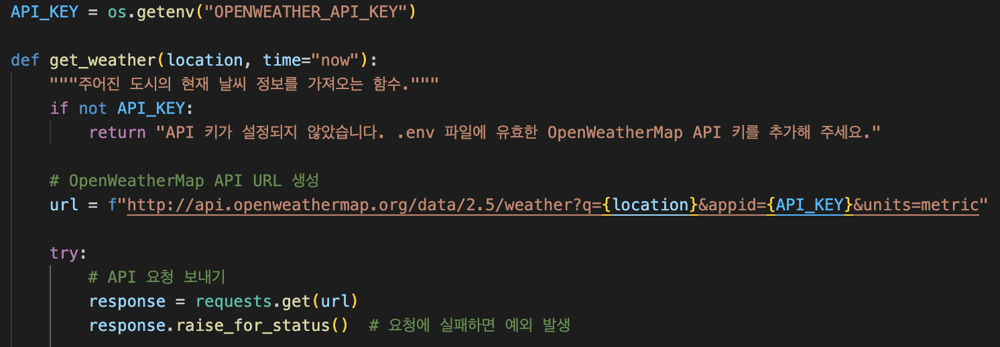 API_KEY = os.getenv("OPENWEATHER_API_KEY")
def get_weather(location, time="now"):
"""주어진 도시의 현재 날씨 정보를 가져오는 함수."""
if not API_KEY:
return "API 키가 설정되지 않았습니다. .env 파일에 유효한 OpenWeatherMap API 키를 추가해 주세요."
# OpenWeatherMap API URL 생성
url = f"http://api.openweathermap.org/data/2.5/weather?q={location}&appid={API_KEY}&units=metric"
try:
# API 요청 보내기
response = requests.get(url)
response.raise_for_status()  # 요청에 실패하면 예외 발생